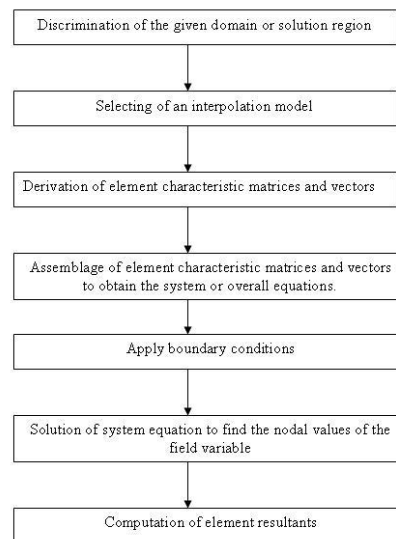 Discrimination of the given domain or solution region
Selecting of an interpolation model
Derivation of element characteristic matrices and vectors
Assemblage of element characteristic matrices and vectors
to obtain the system or overall equations.
Apply boundary conditions
Solution of system equation to find the nodal values of the
field variable
Computation of element resultants